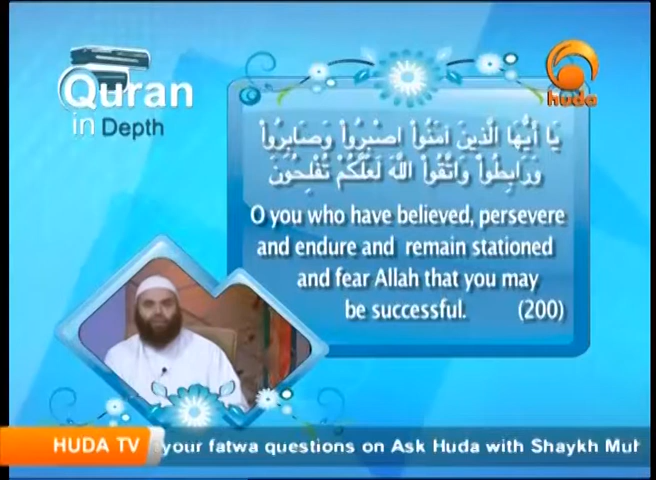 Quran
in Depth
huda
يَا أَيُّهَا الَّذِينَ آمَنُواْ اصْبِرُواْ وَصَابِرُواْ
وَرَابِطُواْ وَاتَّقُواْ اللَّهَ لَعَلَّكُمْ تُفْلِحُونَ
O you who have believed, persevere
and endure and remain stationed
and fear Allah that you may
be successful. (200)
HUDA TV your fatwa questions on Ask Huda with Shaykh Muh